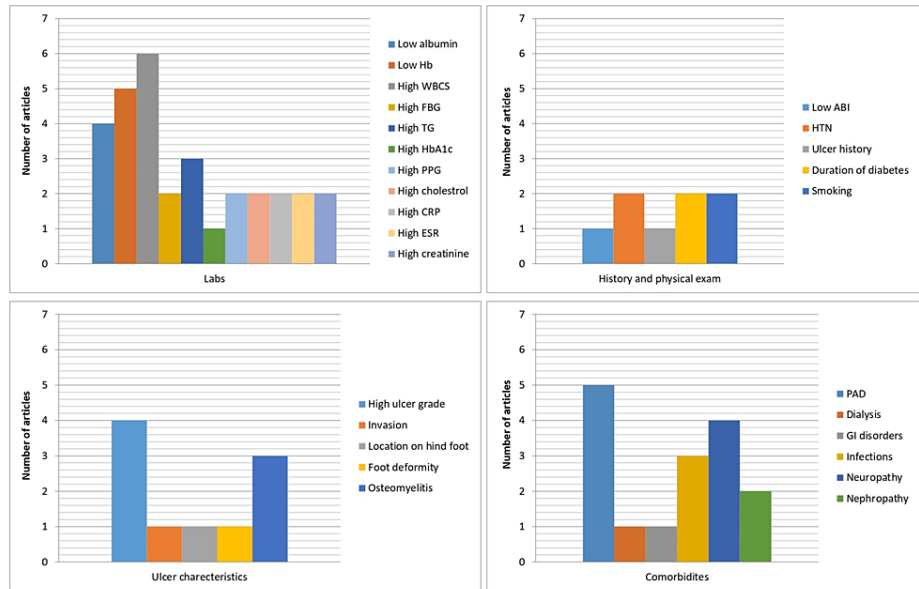 7
6
5
4
3
2
1
0
Number of articles
Labs
Low albumin
Low Hb
High WBCS
High FBG
High TG
High HbA1c
High PPG
High cholestrol
High CRP
High ESR
High creatinine
7
6
5
4
3
2
1
0
Number of articles
History and physical exam
Low ABI
HTN
Ulcer history
Duration of diabetes
Smoking
7
6
5
4
3
2
1
0
Number of articles
Ulcer charecteristics
High ulcer grade
Invasion
Location on hind foot
Foot deformity
Osteomyelitis
7
6
5
4
3
2
1
0
Number of articles
Comorbidites
PAD
Dialysis
GI disorders
Infections
Neuropathy
Nephropathy